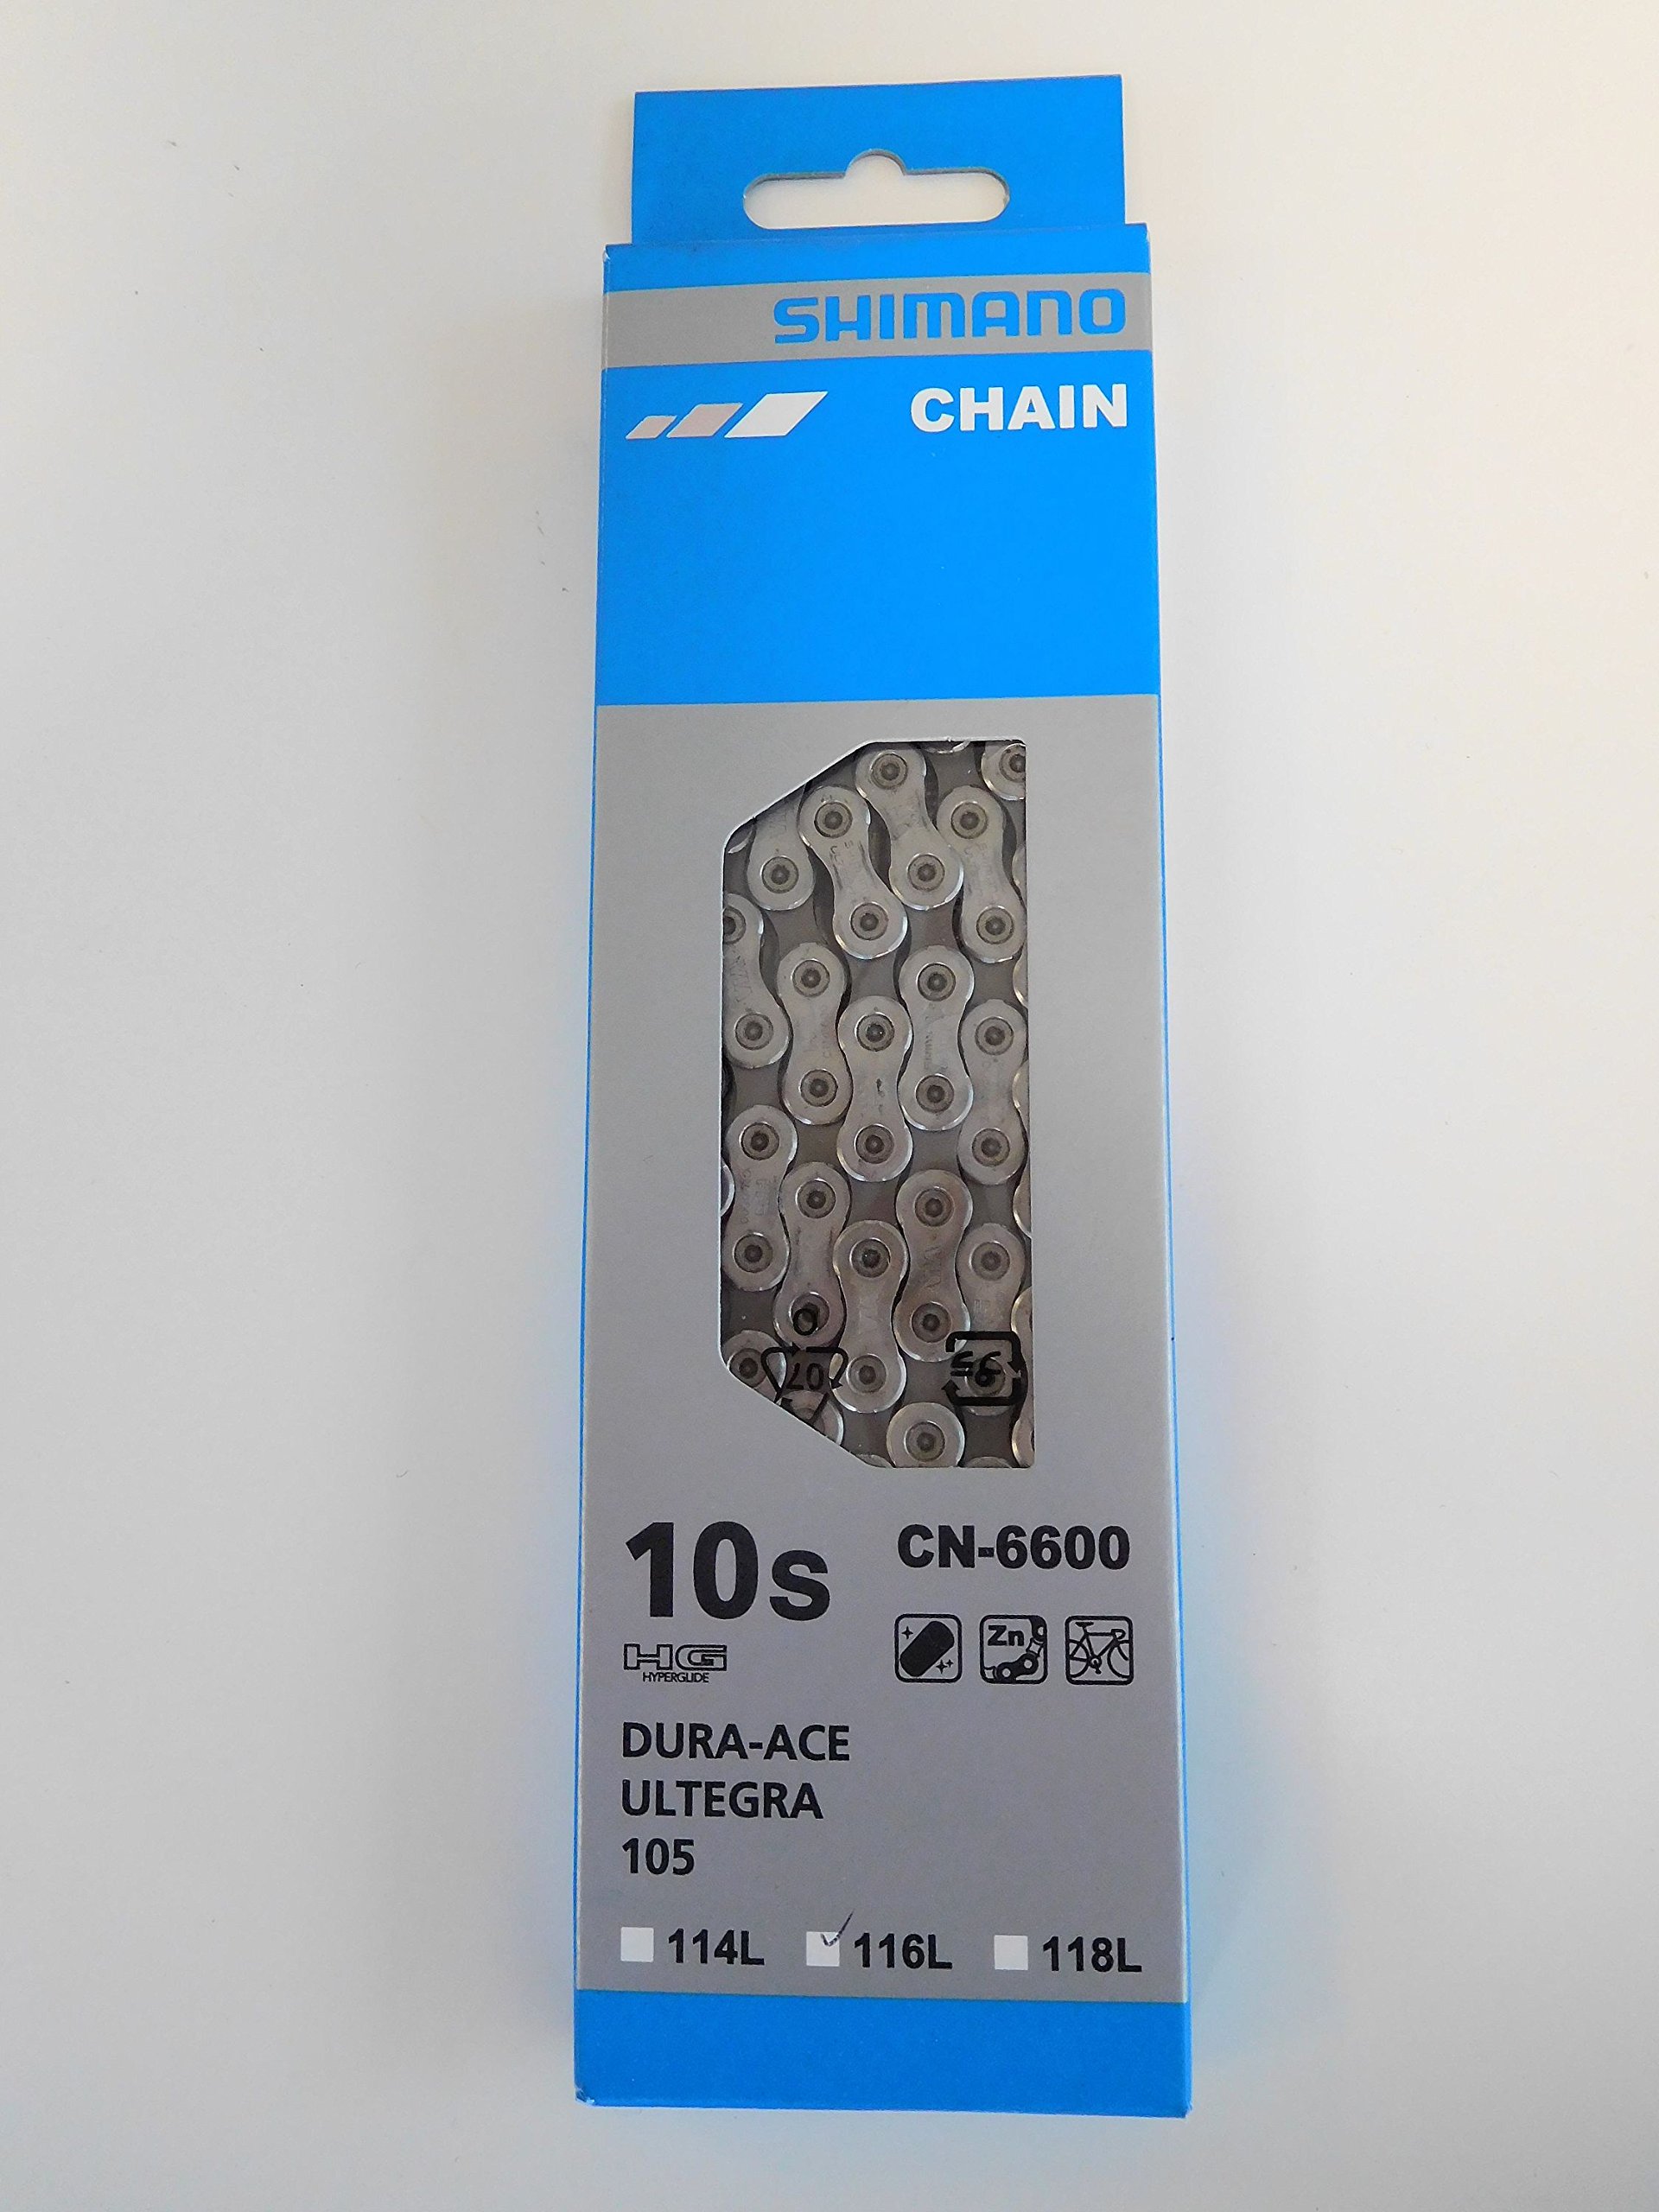 SHIMANO
CHAIN
10s
CN-6600
Zn
HG
HYPERGLIDE
DURA-ACE
ULTEGRA
105
114L 116L 118L